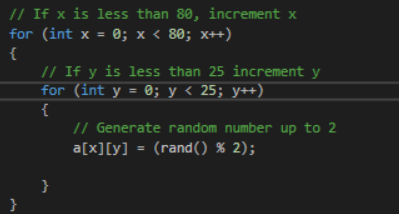 // If x is less than 80, increment x
for (int x = 0; x < 80; x++)
{
// If y is less than 25 increment y
for (int y = 0; y < 25; y++)
{
// Generate random number up to 2
a[x][y] = (rand() % 2);
}
}